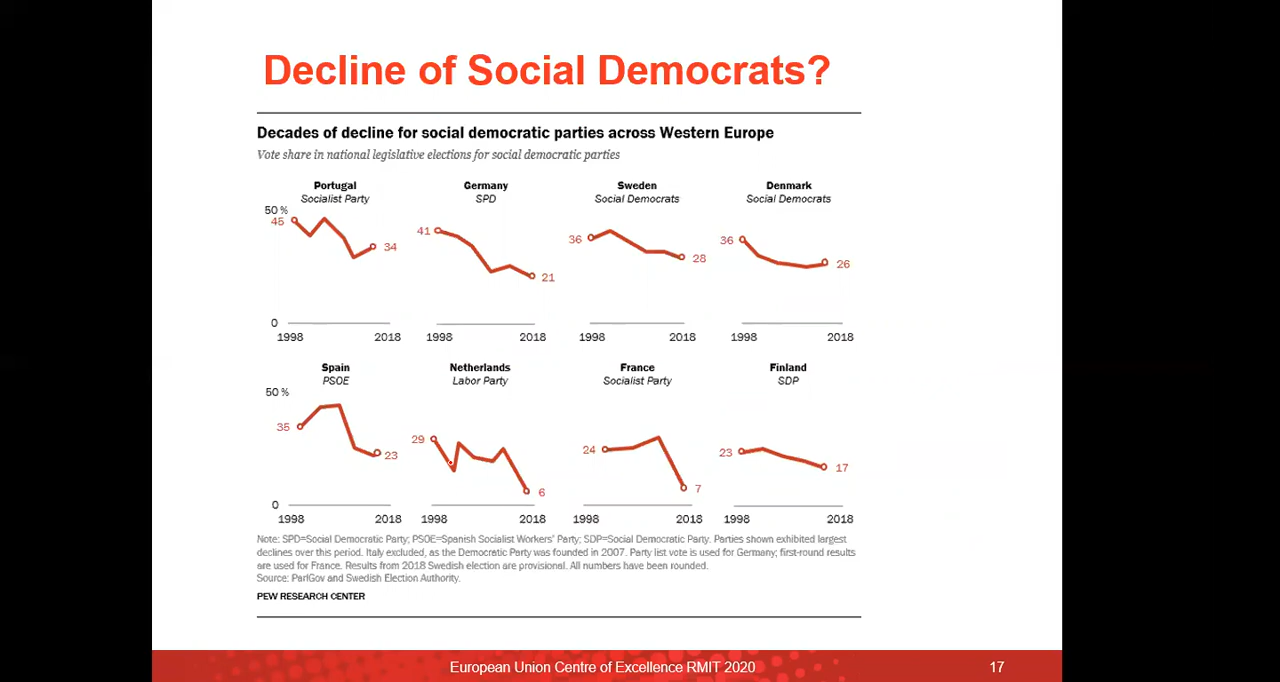 Decline of Social Democrats?
Decades of decline for social democratic parties across Western Europe
Vote share in national legislative elections for social democratic parties
Portugal
Socialist Party
50 %
45
34
0
1998
2018
Germany
SPD
41
21
1998
2018
Sweden
Social Democrats
36
28
1998
2018
Denmark
Social Democrats
36
26
1998
2018
Spain
PSOE
50 %
35
23
0
1998
2018
Netherlands
Labor Party
29
6
1998
2018
France
Socialist Party
24
7
1998
2018
Finland
SDP
23
17
1998
2018
Note: SPD=Social Democratic Party; PSOE=Spanish Socialist Workers' Party; SDP=Social Democratic Party. Parties shown exhibited largest
declines over this period. Italy excluded, as the Democratic Party was founded in 2007. Party list vote is used for Germany; first-round results
are used for France. Results from 2018 Swedish election are provisional. All numbers have been rounded.
Source: ParlGov and Swedish Election Authority.
PEW RESEARCH CENTER
European Union Centre of Excellence RMIT 2020
17